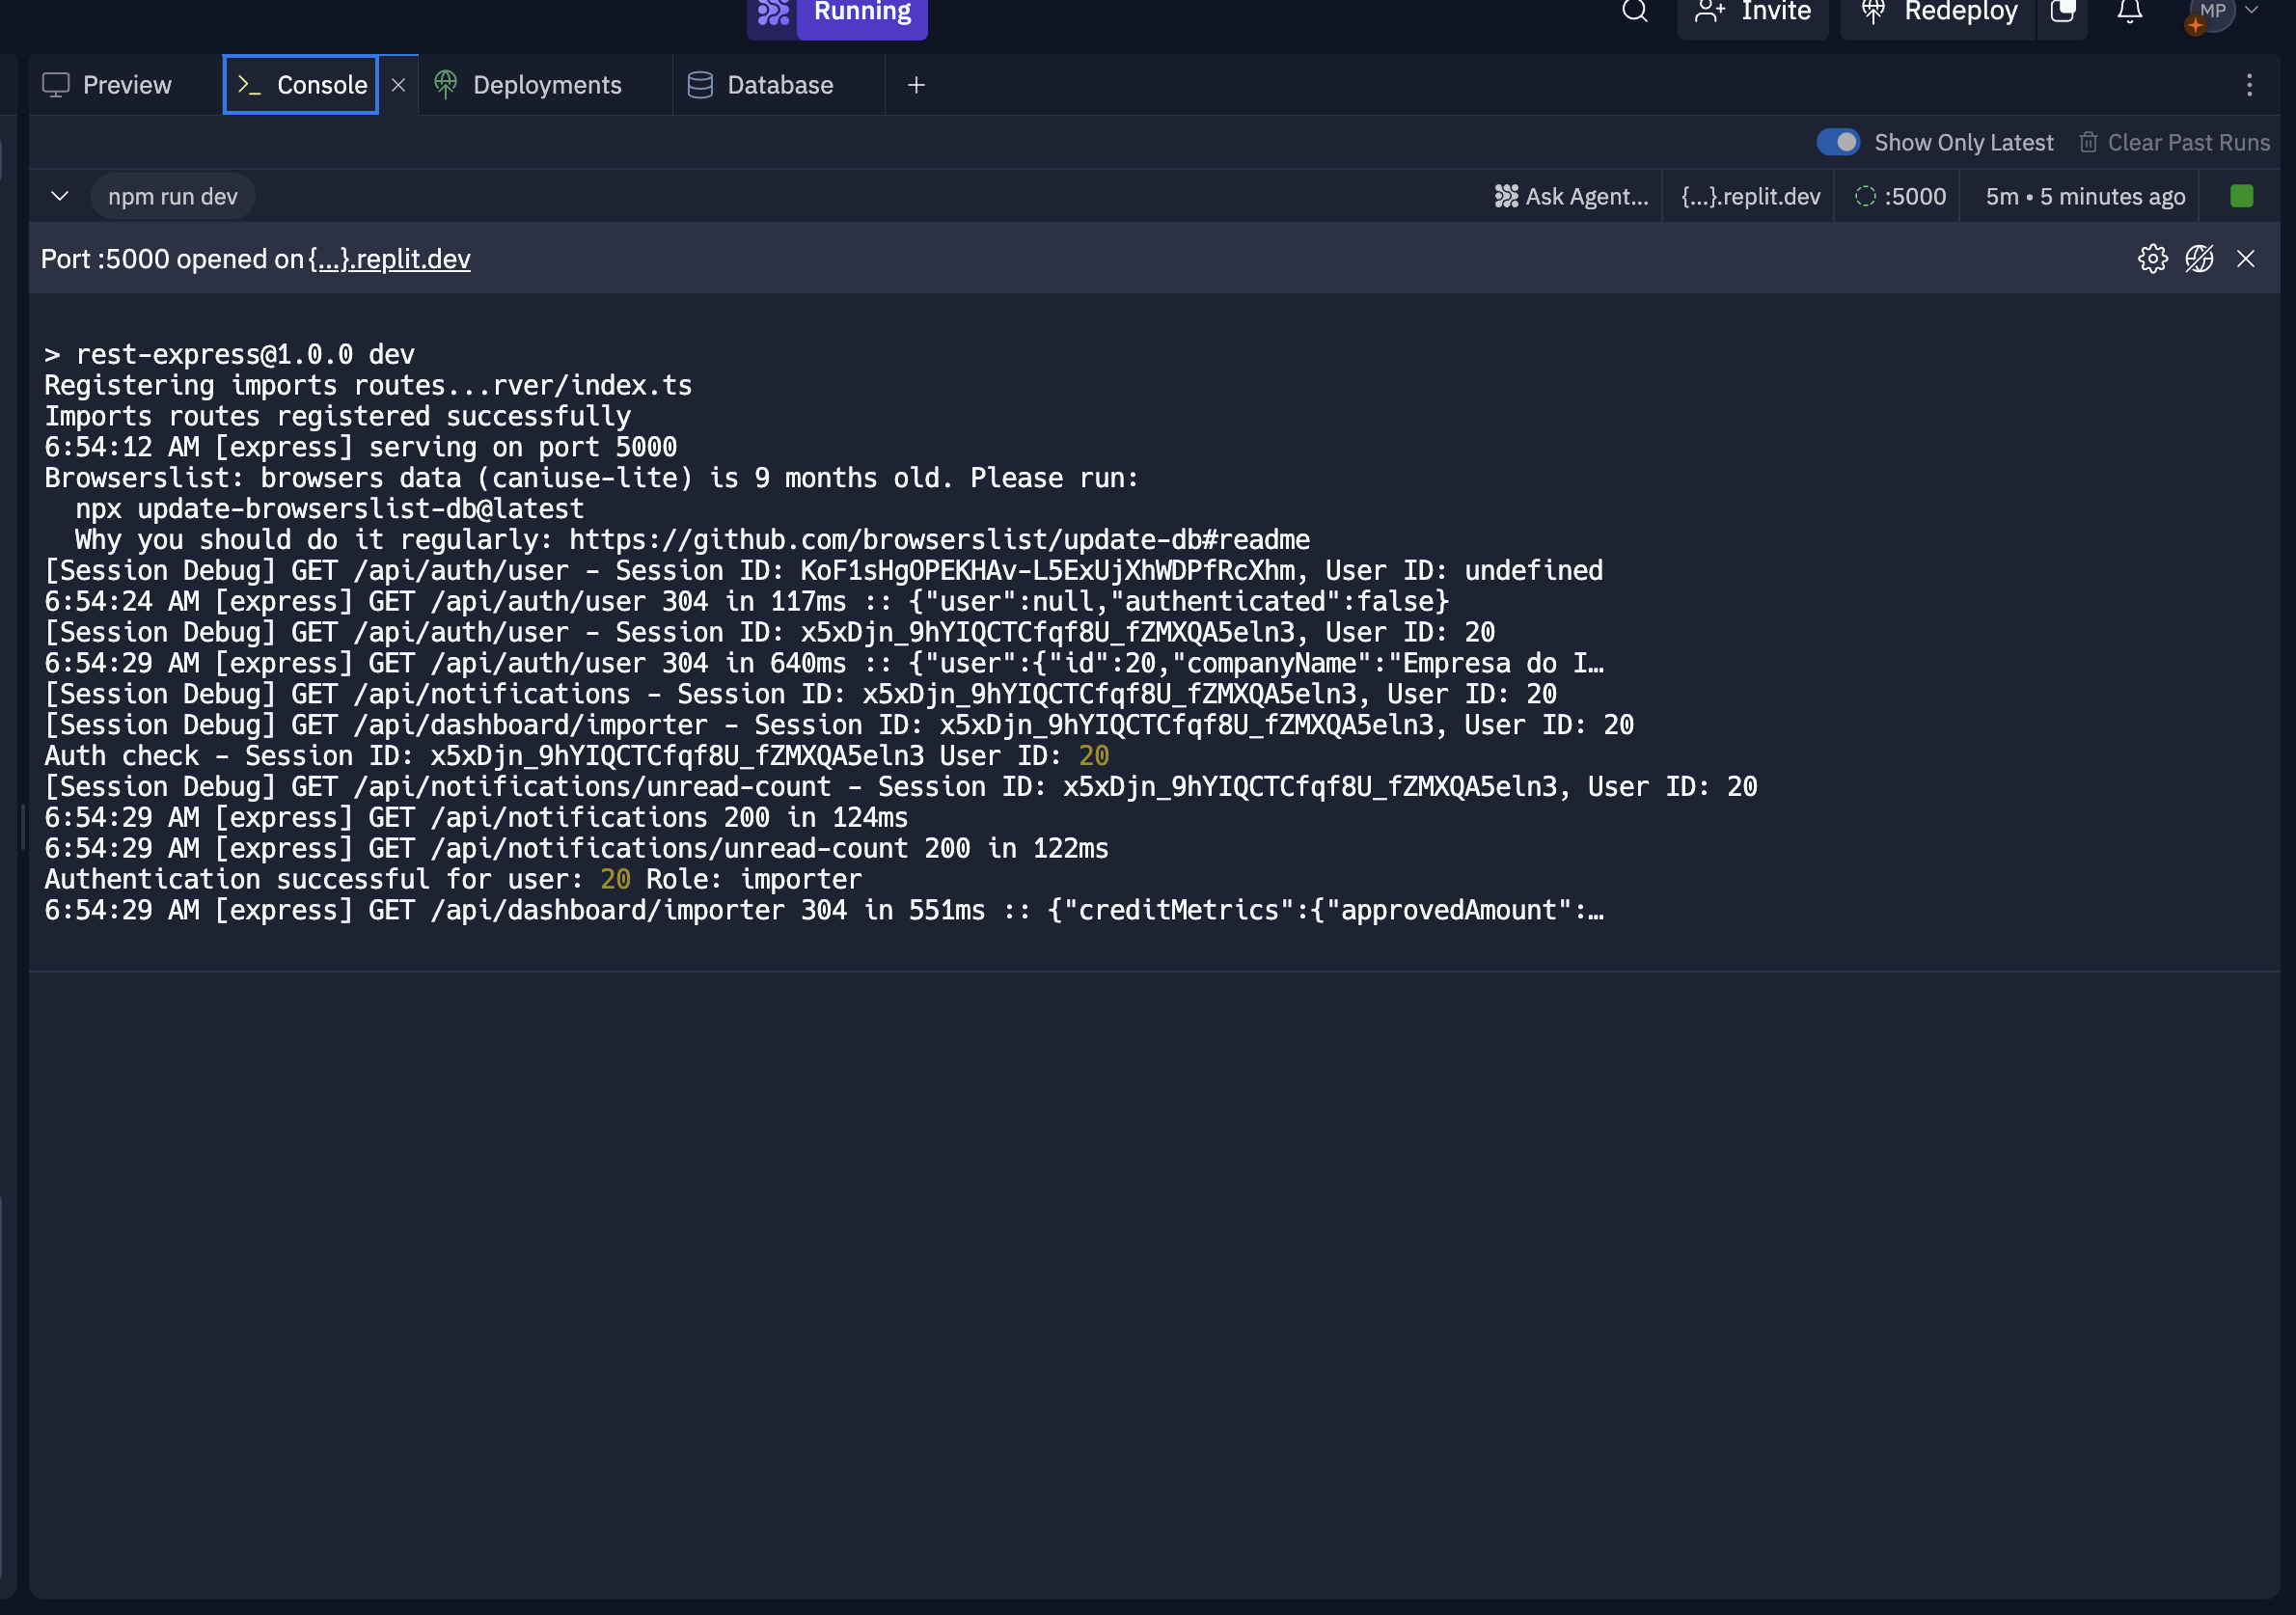 Running
Invite
Redeploy
MP
Preview
Console
Deployments
Database
Show Only Latest
Clear Past Runs
npm run dev
Ask Agent...
{...}.replit.dev
:5000
5m • 5 minutes ago
Port :5000 opened on {...}.replit.dev
> rest-express@1.0.0 dev
Registering imports routes...rver/index.ts
Imports routes registered successfully
6:54:12 AM [express] serving on port 5000
Browserslist: browsers data (caniuse-lite) is 9 months old. Please run:
  npx update-browserslist-db@latest
  Why you should do it regularly: https://github.com/browserslist/update-db#readme
[Session Debug] GET /api/auth/user - Session ID: KoF1sHgOPEKHAv-L5ExUjXhWDPfRcXhm, User ID: undefined
6:54:24 AM [express] GET /api/auth/user 304 in 117ms :: {"user":null,"authenticated":false}
[Session Debug] GET /api/auth/user - Session ID: x5xDjn_9hYIQCTCfqf8U_fZMXQA5eln3, User ID: 20
6:54:29 AM [express] GET /api/auth/user 304 in 640ms :: {"user":{"id":20,"companyName":"Empresa do I…
[Session Debug] GET /api/notifications - Session ID: x5xDjn_9hYIQCTCfqf8U_fZMXQA5eln3, User ID: 20
[Session Debug] GET /api/dashboard/importer - Session ID: x5xDjn_9hYIQCTCfqf8U_fZMXQA5eln3, User ID: 20
Auth check - Session ID: x5xDjn_9hYIQCTCfqf8U_fZMXQA5eln3 User ID: 20
[Session Debug] GET /api/notifications/unread-count - Session ID: x5xDjn_9hYIQCTCfqf8U_fZMXQA5eln3, User ID: 20
6:54:29 AM [express] GET /api/notifications 200 in 124ms
6:54:29 AM [express] GET /api/notifications/unread-count 200 in 122ms
Authentication successful for user: 20 Role: importer
6:54:29 AM [express] GET /api/dashboard/importer 304 in 551ms :: {"creditMetrics":{"approvedAmount":…